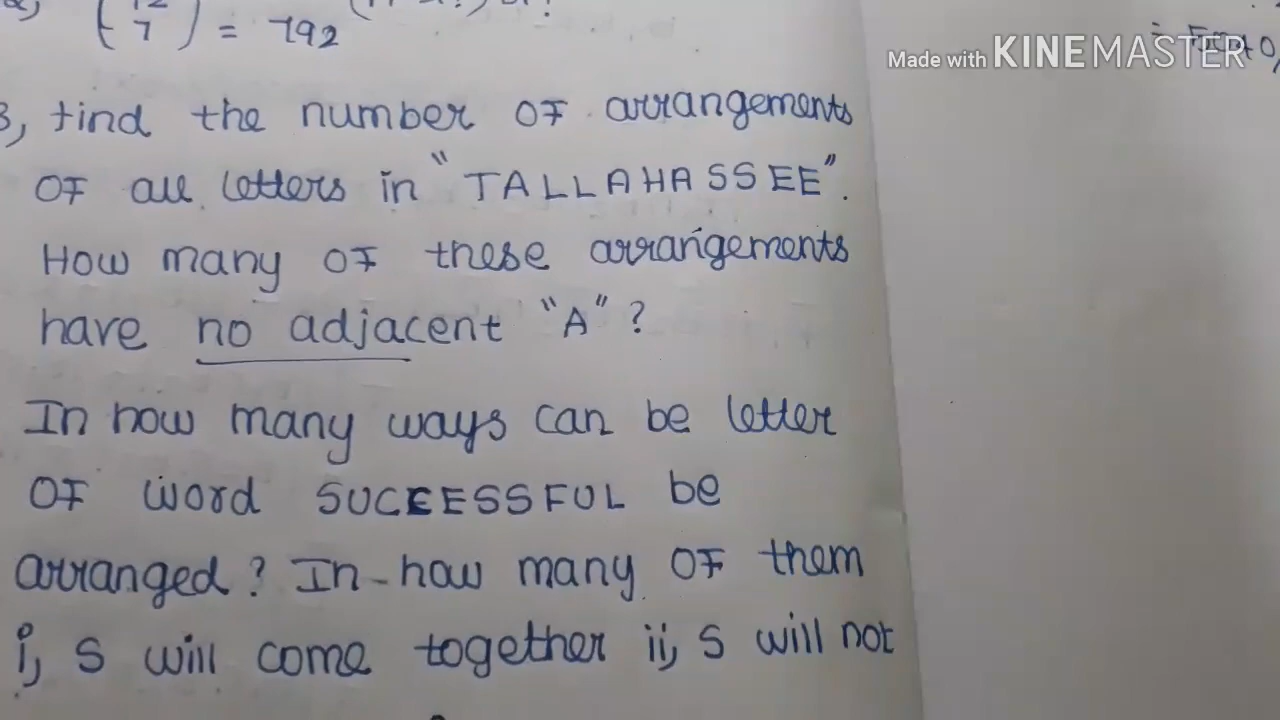 ( 7 ) = 792
Made with KINEMASTER
3, find the number of arrangements
of all letters in "TALLAHASSEE".
How many of these arrangements
have no adjacent "A"?
In how many ways can be letter
of word SUCCESSFUL be
arranged? In how many of them
i, s will come together ii, s will not